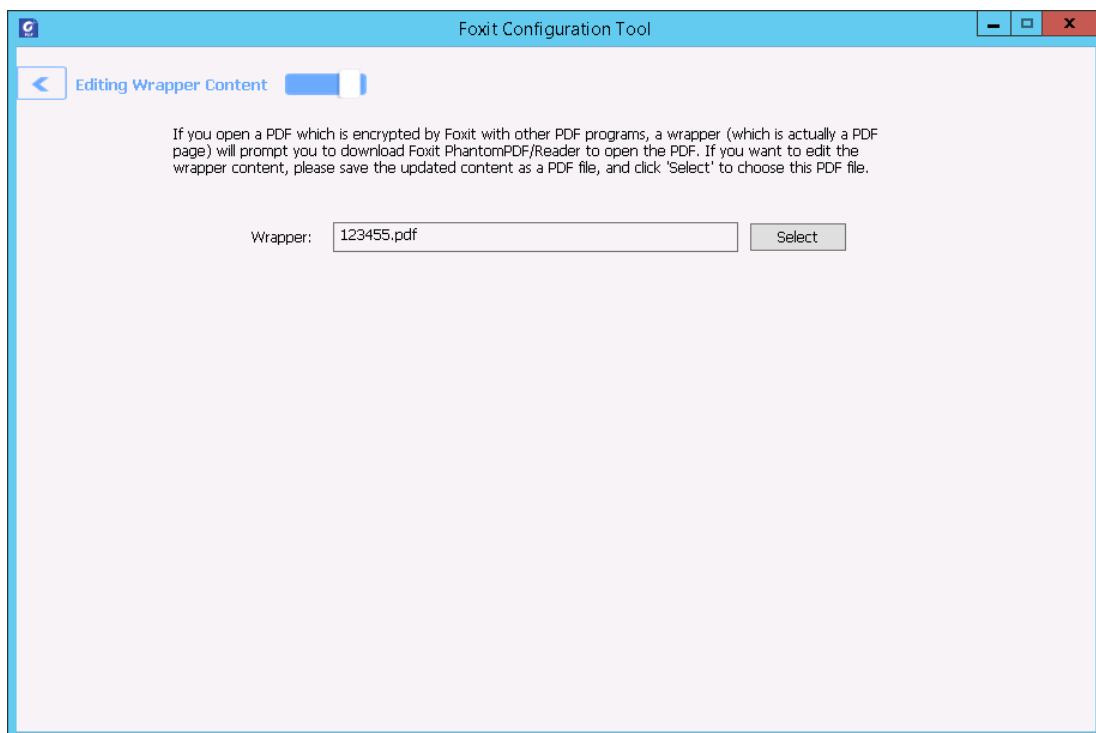 Foxit Configuration Tool
Editing Wrapper Content
If you open a PDF which is encrypted by Foxit with other PDF programs, a wrapper (which is actually a PDF
page) will prompt you to download Foxit PhantomPDF/Reader to open the PDF. If you want to edit the
wrapper content, please save the updated content as a PDF file, and click 'Select' to choose this PDF file.
Wrapper: 123455.pdf Select